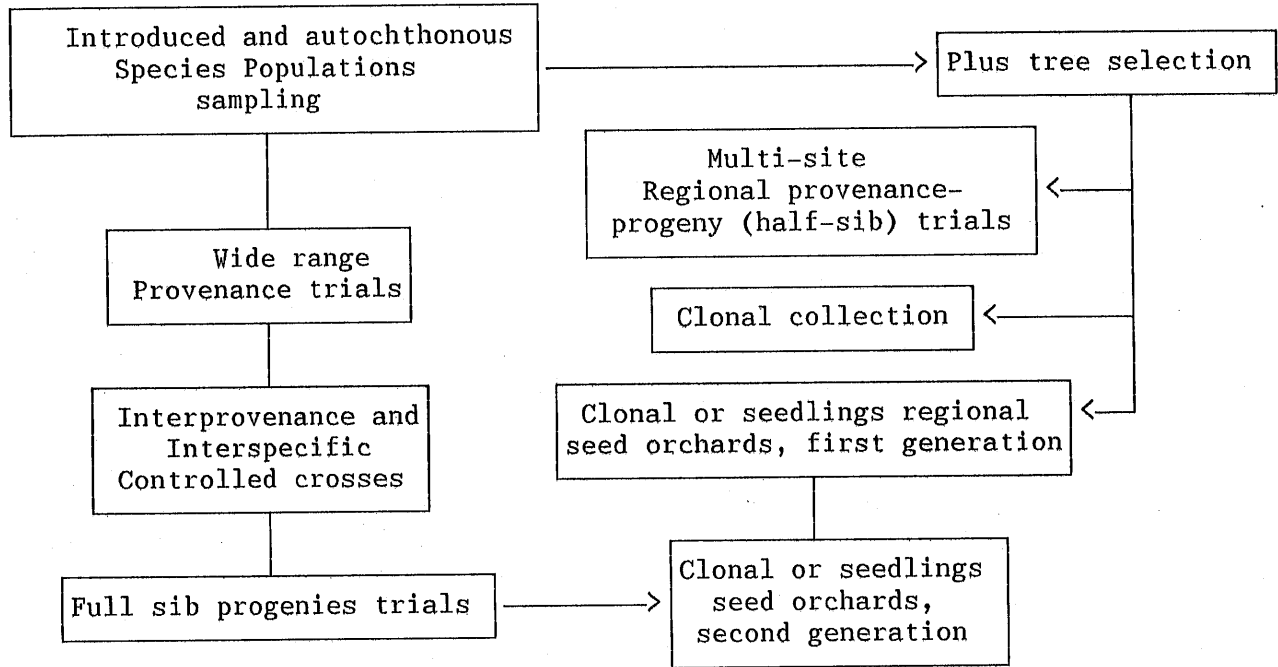 Introduced and autochthonous
Species Populations
sampling
Plus tree selection
Multi-site
Regional provenance-
progeny (half-sib) trials
Wide range
Provenance trials
Clonal collection
Interprovenance and
Interspecific
Controlled crosses
Clonal or seedlings regional
seed orchards, first generation
Full sib progenies trials
Clonal or seedlings
seed orchards,
second generation